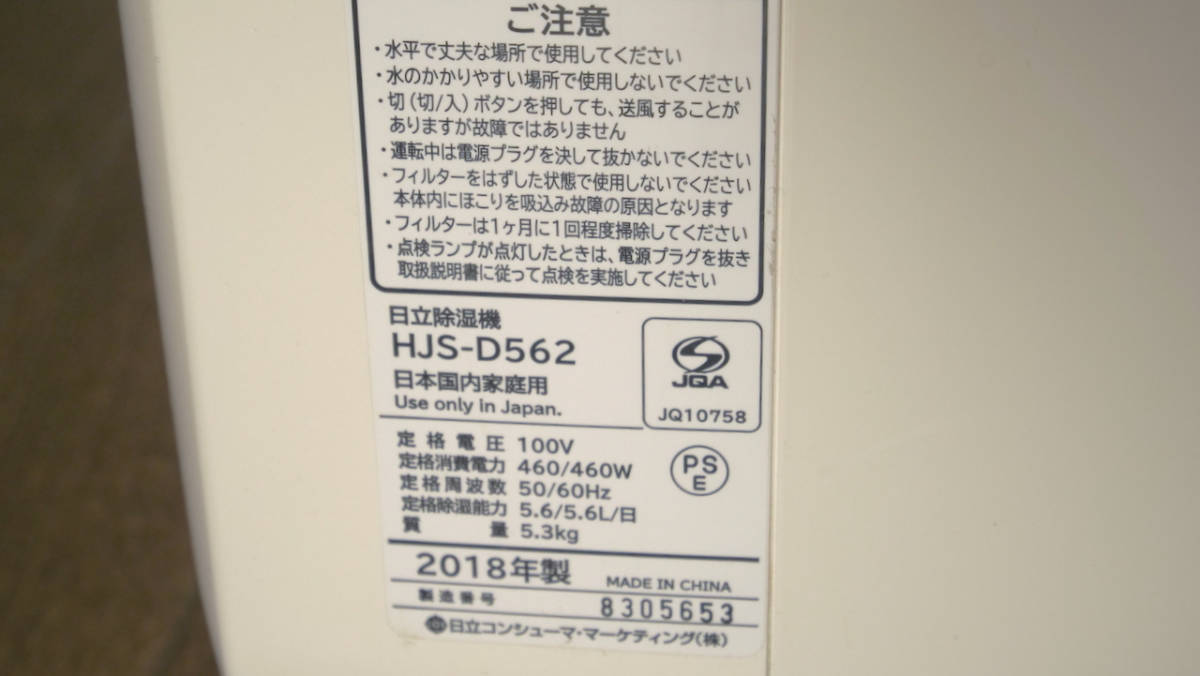 ご注意
・水平で丈夫な場所で使用してください
・水のかかりやすい場所で使用しないでください
・切（切/入）ボタンを押しても、送風することが
ありますが故障ではありません
・運転中は電源プラグを決して抜かないでください
・フィルターをはずした状態で使用しないでください
本体内にほこりを吸込み故障の原因となります
・フィルターは1ヶ月に1回程度掃除してください
・点検ランプが点灯したときは、電源プラグを抜き
取扱説明書に従って点検を実施してください
日立除湿機
HJS-D562
日本国内家庭用
Use only in Japan.
JQA
JQ10758
定格電圧 100V
定格消費電力 460/460W
定格周波数 50/60Hz
定格除湿能力 5.6/5.6L/日
質量 5.3kg
PS
E
2018年製 MADE IN CHINA
製造番号 8305653
日立コンシューマ・マーケティング(株)